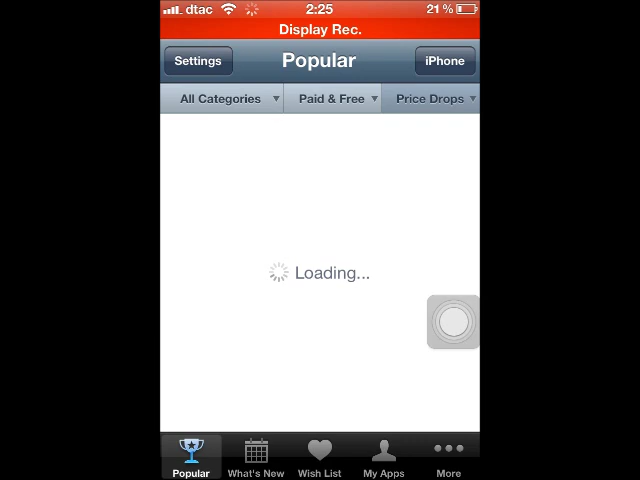 dtac 2:25 21%
Display Rec.
Settings Popular iPhone
All Categories Paid & Free Price Drops
Loading...
Popular What's New Wish List My Apps More